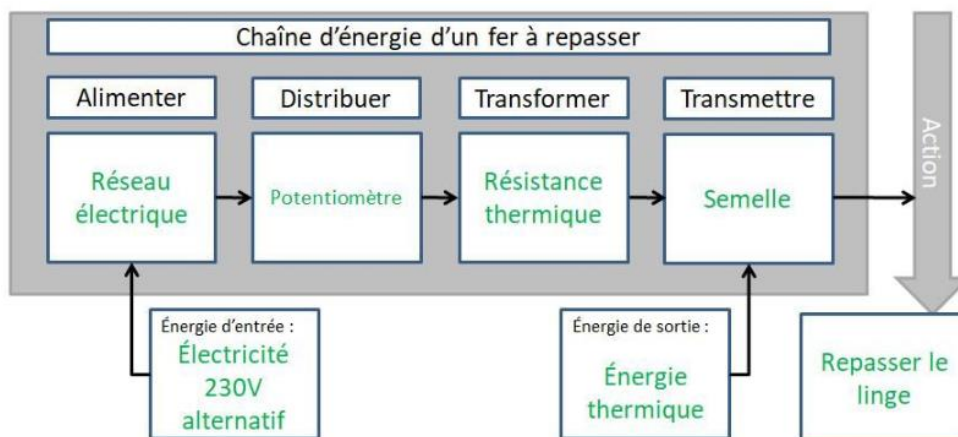 Chaîne d’énergie d’un fer à repasser
Alimenter
Distribuer
Transformer
Transmettre
Action
Réseau
électrique
Potentiomètre
Résistance
thermique
Semelle
Énergie d’entrée :
Électricité
230V
alternatif
Énergie de sortie :
Énergie
thermique
Repasser le
linge